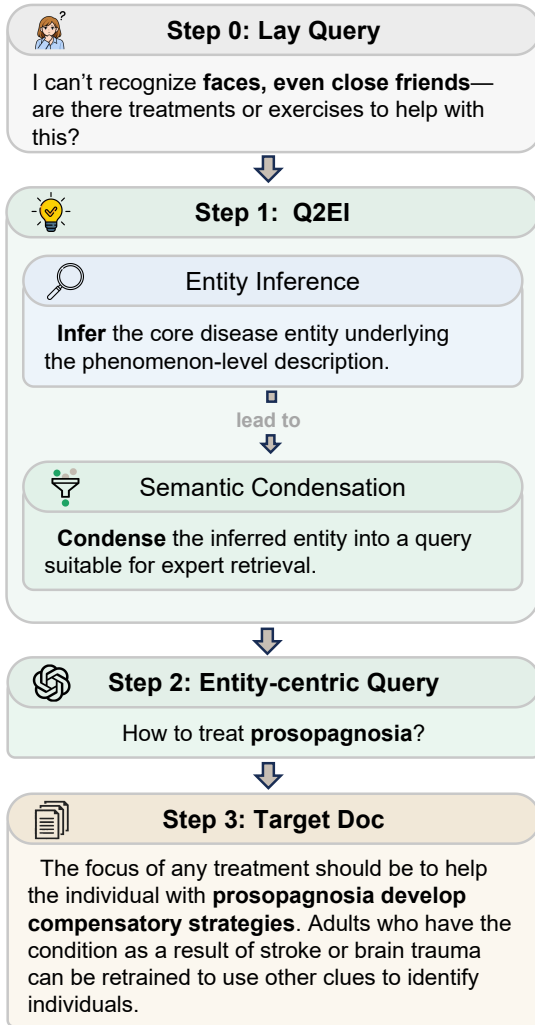 ?
Step 0: Lay Query
I can’t recognize faces, even close friends—
are there treatments or exercises to help with
this?
Step 1: Q2EI
Entity Inference
Infer the core disease entity underlying
the phenomenon-level description.
lead to
Semantic Condensation
Condense the inferred entity into a query
suitable for expert retrieval.
Step 2: Entity-centric Query
How to treat prosopagnosia?
Step 3: Target Doc
The focus of any treatment should be to help
the individual with prosopagnosia develop
compensatory strategies. Adults who have the
condition as a result of stroke or brain trauma
can be retrained to use other clues to identify
individuals.